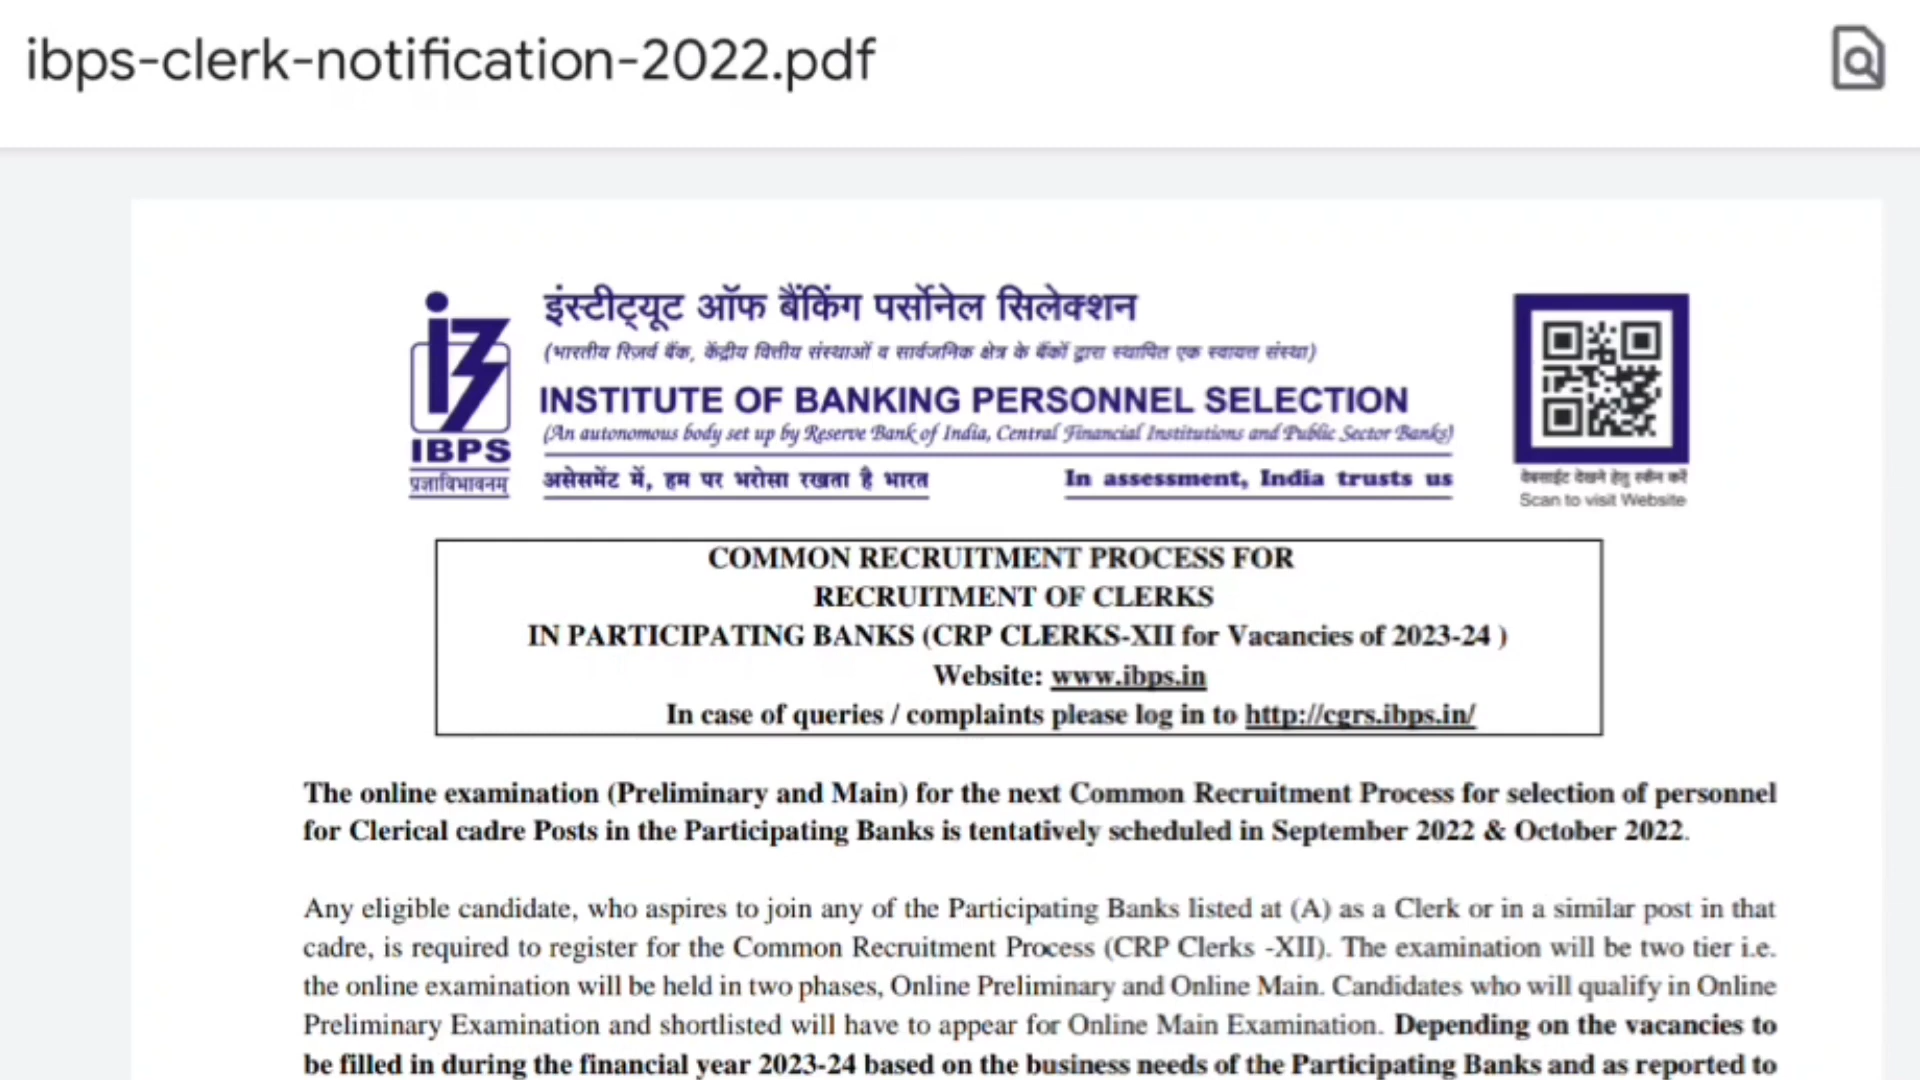 ibps-clerk-notification-2022.pdf
इंस्टीट्यूट ऑफ बैंकिंग पर्सोनेल सिलेक्शन
(भारतीय रिज़र्व बैंक, केंद्रीय वित्तीय संस्थाओं व सार्वजनिक क्षेत्र के बैंकों द्वारा स्थापित एक स्वायत्त संस्था)
INSTITUTE OF BANKING PERSONNEL SELECTION
(An autonomous body set up by Reserve Bank of India, Central Financial Institutions and Public Sector Banks)
IBPS
प्रज्ञाविभावनम्
असेसमेंट में, हम पर भरोसा रखता है भारत
In assessment, India trusts us
वेबसाईट देखने हेतु स्कॅन करें
Scan to visit Website
COMMON RECRUITMENT PROCESS FOR
RECRUITMENT OF CLERKS
IN PARTICIPATING BANKS (CRP CLERKS-XII for Vacancies of 2023-24 )
Website: www.ibps.in
In case of queries / complaints please log in to http://cgrs.ibps.in/
The online examination (Preliminary and Main) for the next Common Recruitment Process for selection of personnel
for Clerical cadre Posts in the Participating Banks is tentatively scheduled in September 2022 & October 2022.
Any eligible candidate, who aspires to join any of the Participating Banks listed at (A) as a Clerk or in a similar post in that
cadre, is required to register for the Common Recruitment Process (CRP Clerks -XII). The examination will be two tier i.e.
the online examination will be held in two phases, Online Preliminary and Online Main. Candidates who will qualify in Online
Preliminary Examination and shortlisted will have to appear for Online Main Examination. Depending on the vacancies to
be filled in during the financial year 2023-24 based on the business needs of the Participating Banks and as reported to